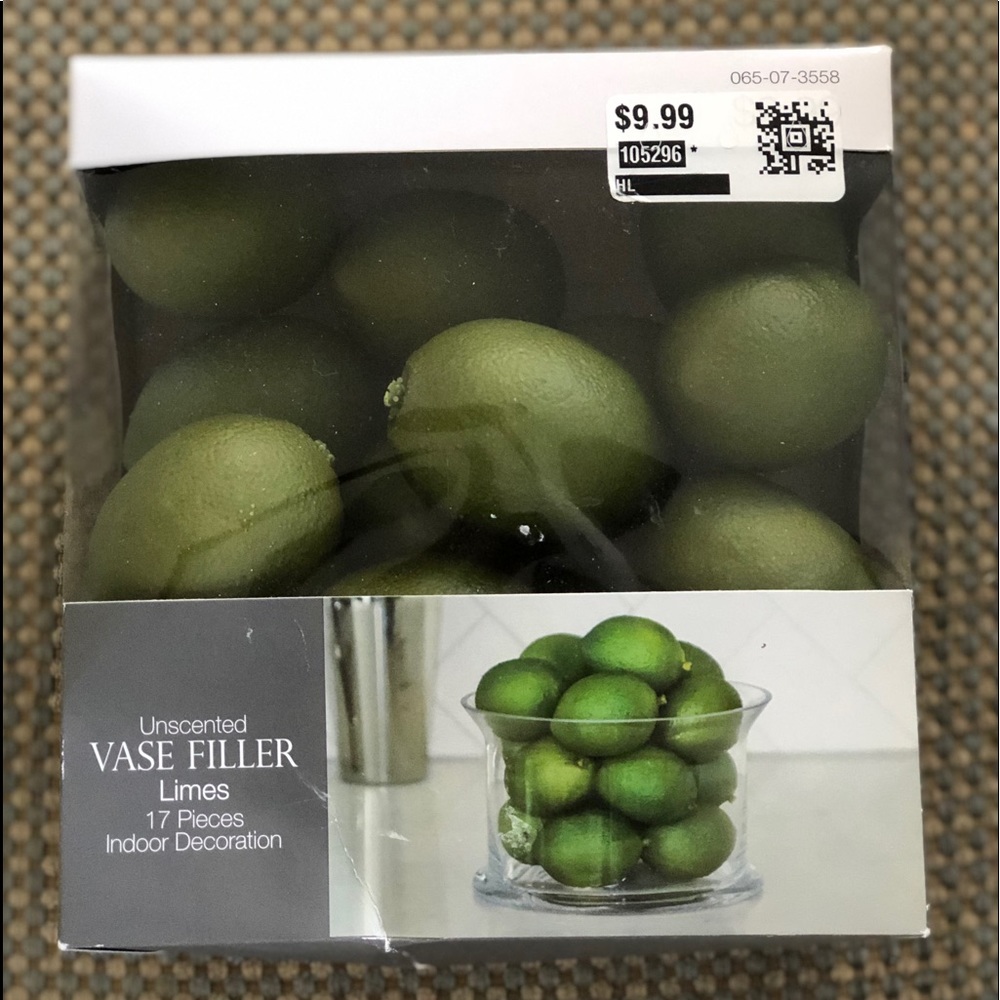 065-07-3558
$9.99
105296 *
HL
Unscented
VASE FILLER
Limes
17 Pieces
Indoor Decoration